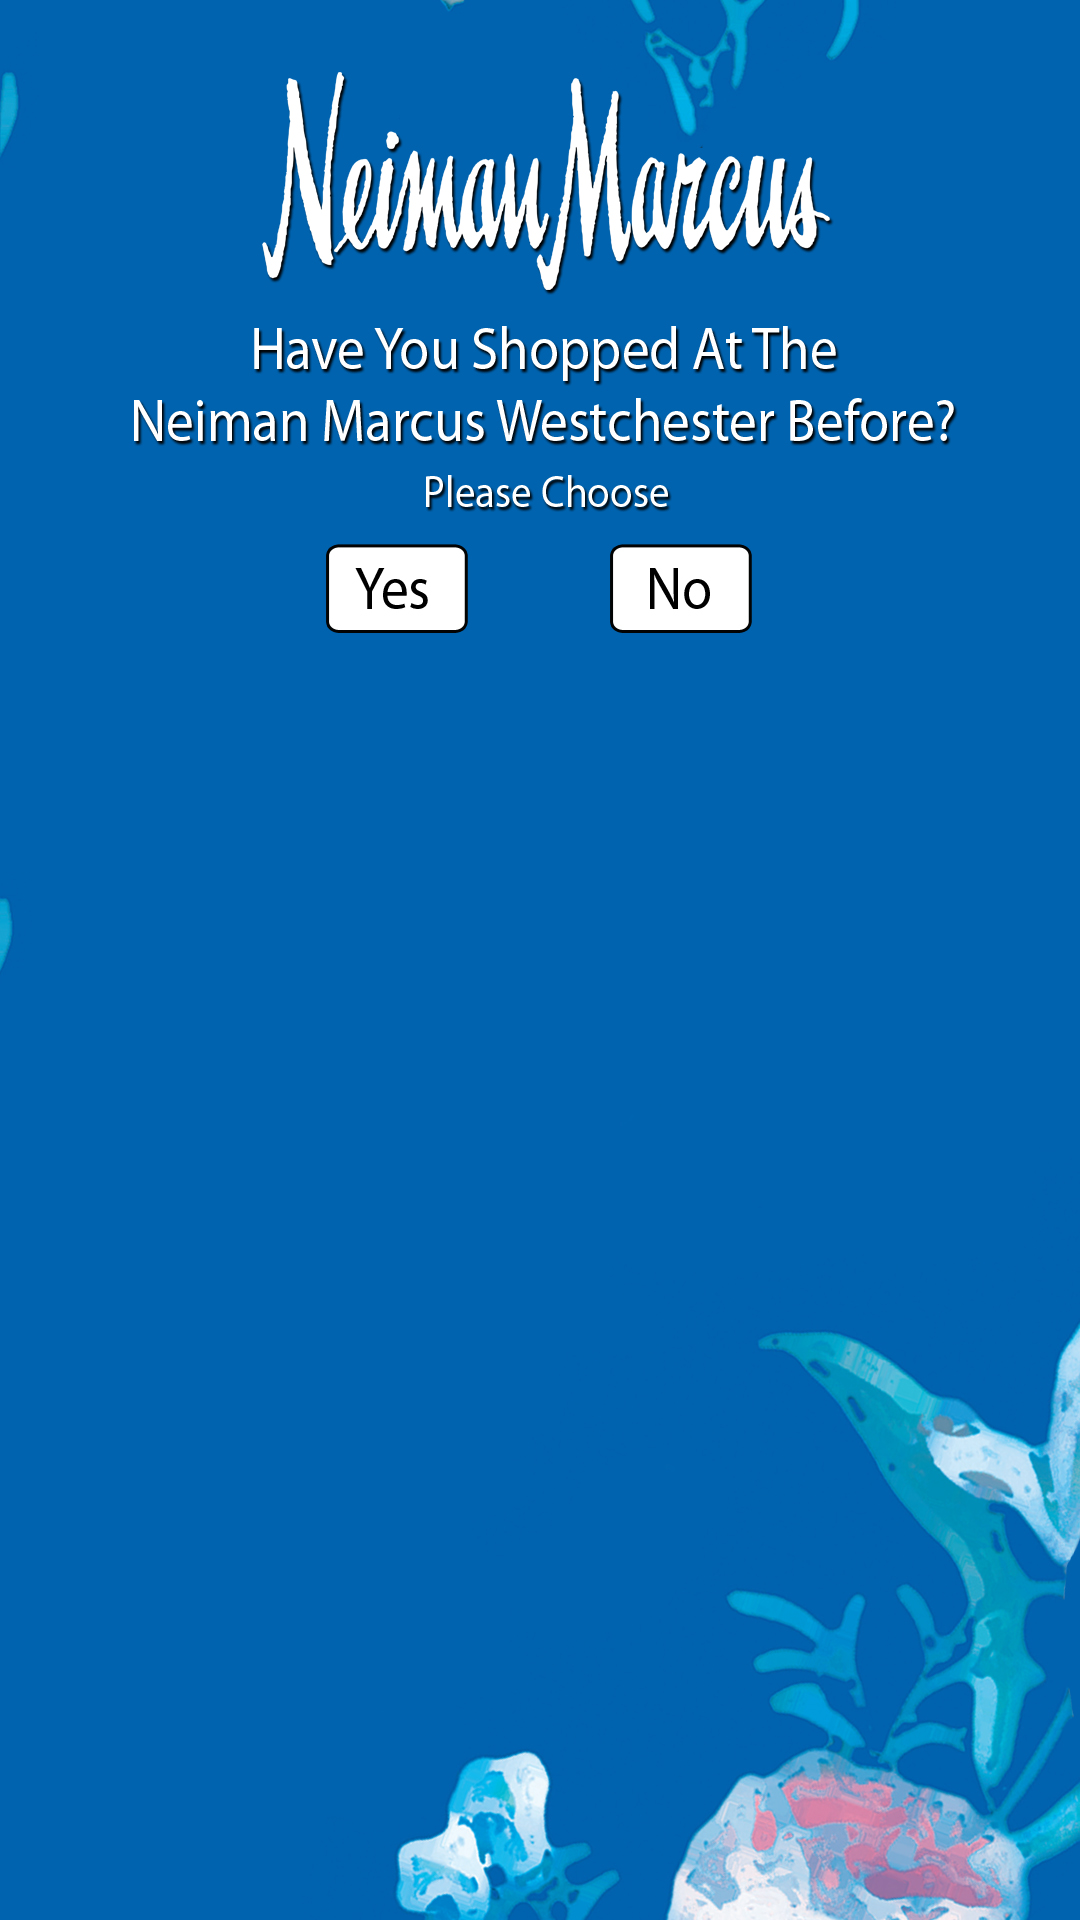 Neiman Marcus
Have You Shopped At The
Neiman Marcus Westchester Before?
Please Choose
Yes
No